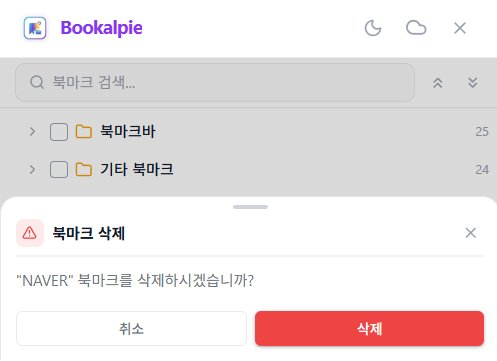 Bookalpie
북마크 검색...
북마크바 25
기타 북마크 24
북마크 삭제
"NAVER" 북마크를 삭제하시겠습니까?
취소 삭제